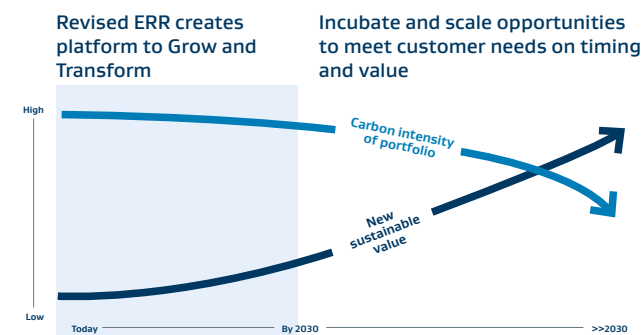 Revised ERR creates
platform to Grow and
Transform
Incubate and scale opportunities
to meet customer needs on timing
and value
High
Carbon intensity
of portfolio
New
sustainable
value
Low
Today
By 2030
>>2030